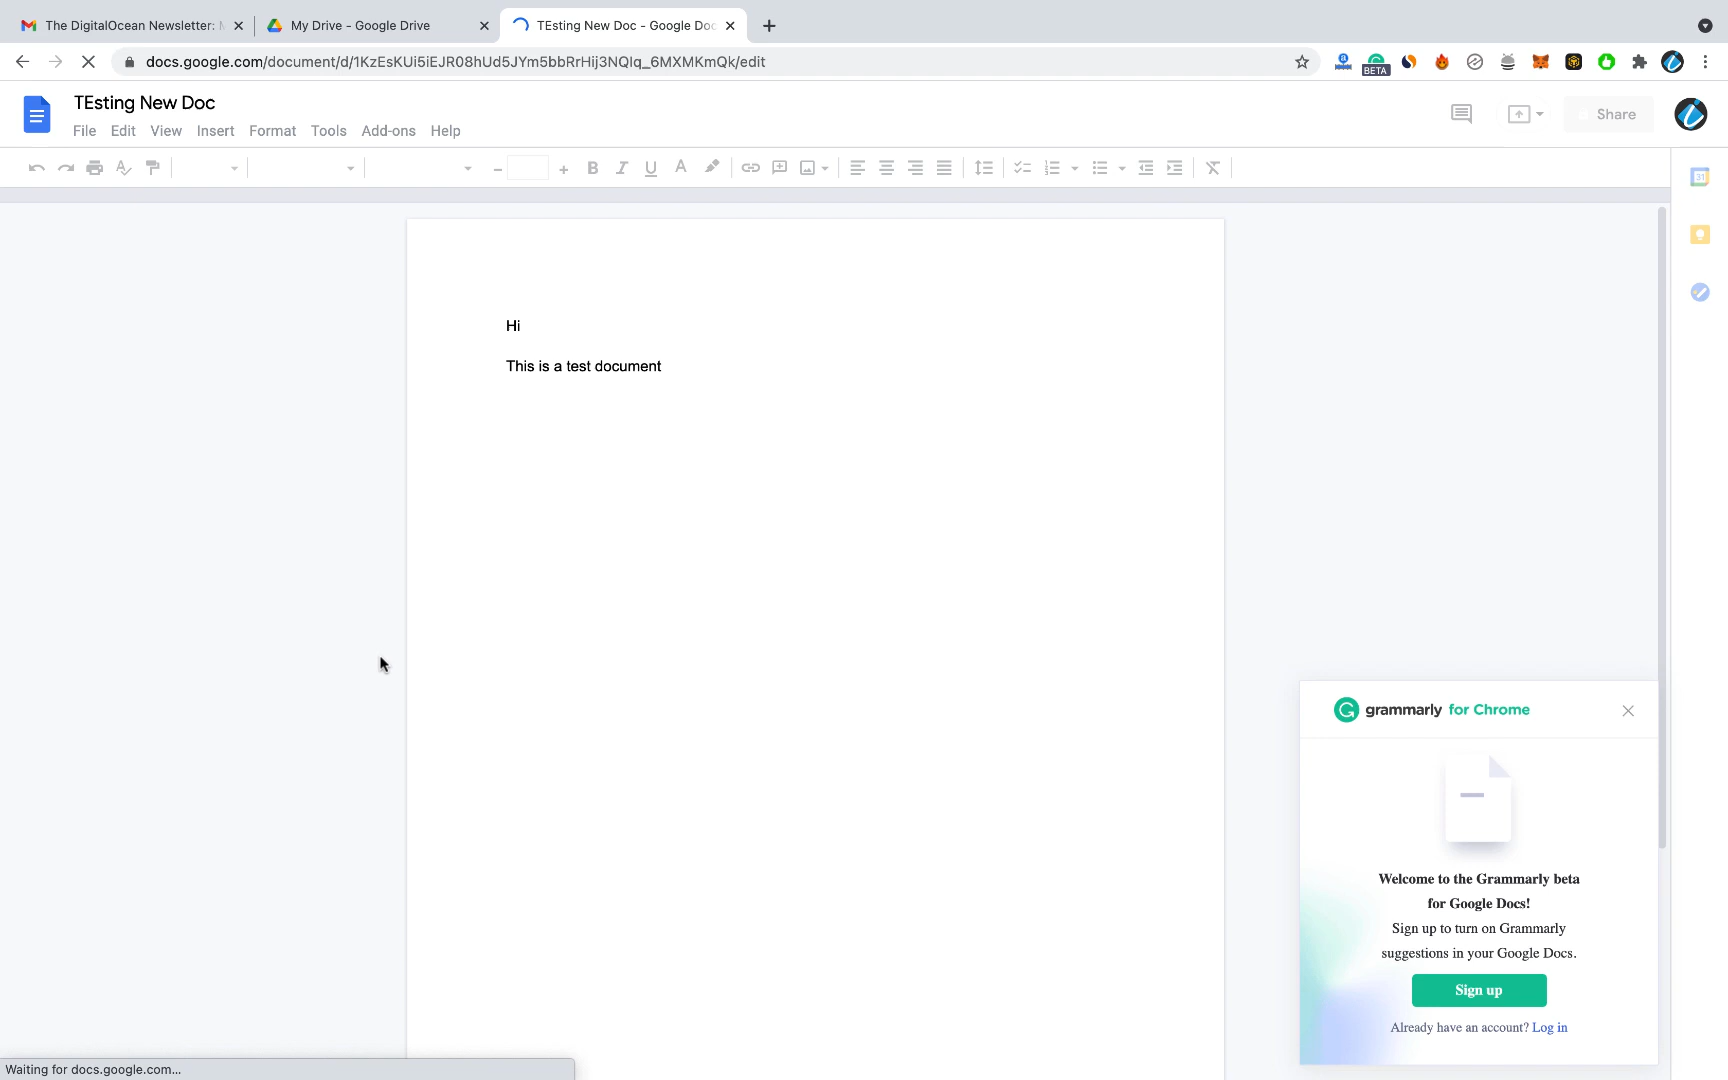 The DigitalOcean Newsletter:
My Drive - Google Drive
TEsting New Doc - Google Doc
docs.google.com/document/d/1KzEsKUi5iEJR08hUd5JYm5bbRrHij3NQIq_6MXMKmQk/edit
BETA
TEsting New Doc
File Edit View Insert Format Tools Add-ons Help
Share
31
Hi
This is a test document
grammarly for Chrome
Welcome to the Grammarly beta
for Google Docs!
Sign up to turn on Grammarly
suggestions in your Google Docs.
Sign up
Already have an account? Log in
Waiting for docs.google.com...